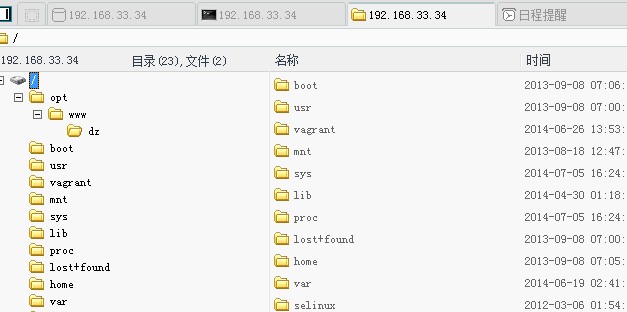 192.168.33.34 192.168.33.34 192.168.33.34 日程提醒
/
192.168.33.34 目录(23),文件(2) 名称 时间
/
opt
www
dz
boot
usr
vagrant
mnt
sys
lib
proc
lost+found
home
var
boot 2013-09-08 07:06:
usr 2013-09-08 07:00:
vagrant 2014-06-26 13:53:
mnt 2013-08-18 12:47:
sys 2014-07-05 16:24:
lib 2014-04-30 01:18:
proc 2014-07-05 16:24:
lost+found 2013-09-08 07:00:
home 2013-09-08 07:05:
var 2014-06-19 02:41:
selinux 2012-03-06 01:54: